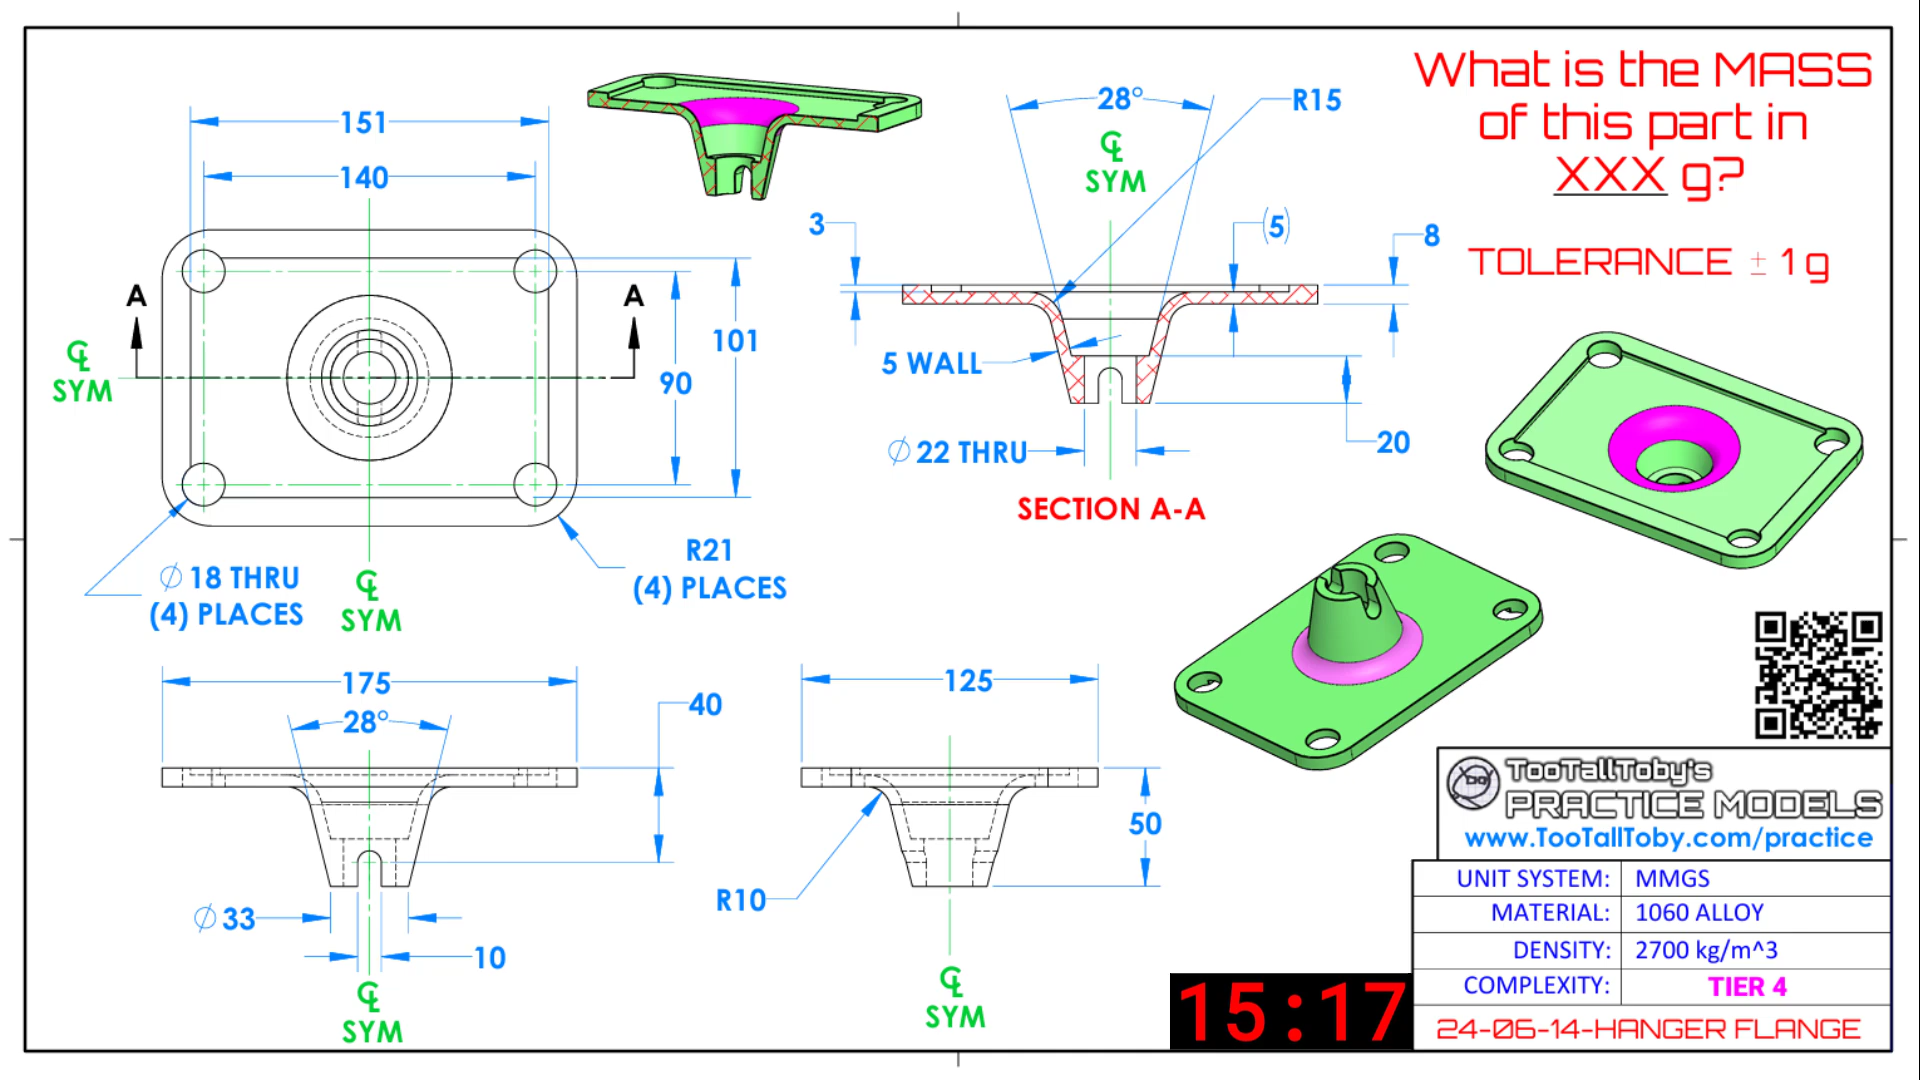 What is the MASS
of this part in
XXX g?
TOLERANCE ± 1 g
151
140
A
A
101
90
℄
SYM
Ø 18 THRU
(4) PLACES
R21
(4) PLACES
℄
SYM
28°
R15
℄
SYM
3
(5)
8
5 WALL
Ø 22 THRU
20
SECTION A-A
175
28°
40
Ø 33
10
℄
SYM
125
50
R10
℄
SYM
TooTallToby's
PRACTICE MODELS
www.TooTallToby.com/practice
UNIT SYSTEM: MMGS
MATERIAL: 1060 ALLOY
DENSITY: 2700 kg/m^3
COMPLEXITY: TIER 4
24-06-14-HANGER FLANGE
15:17